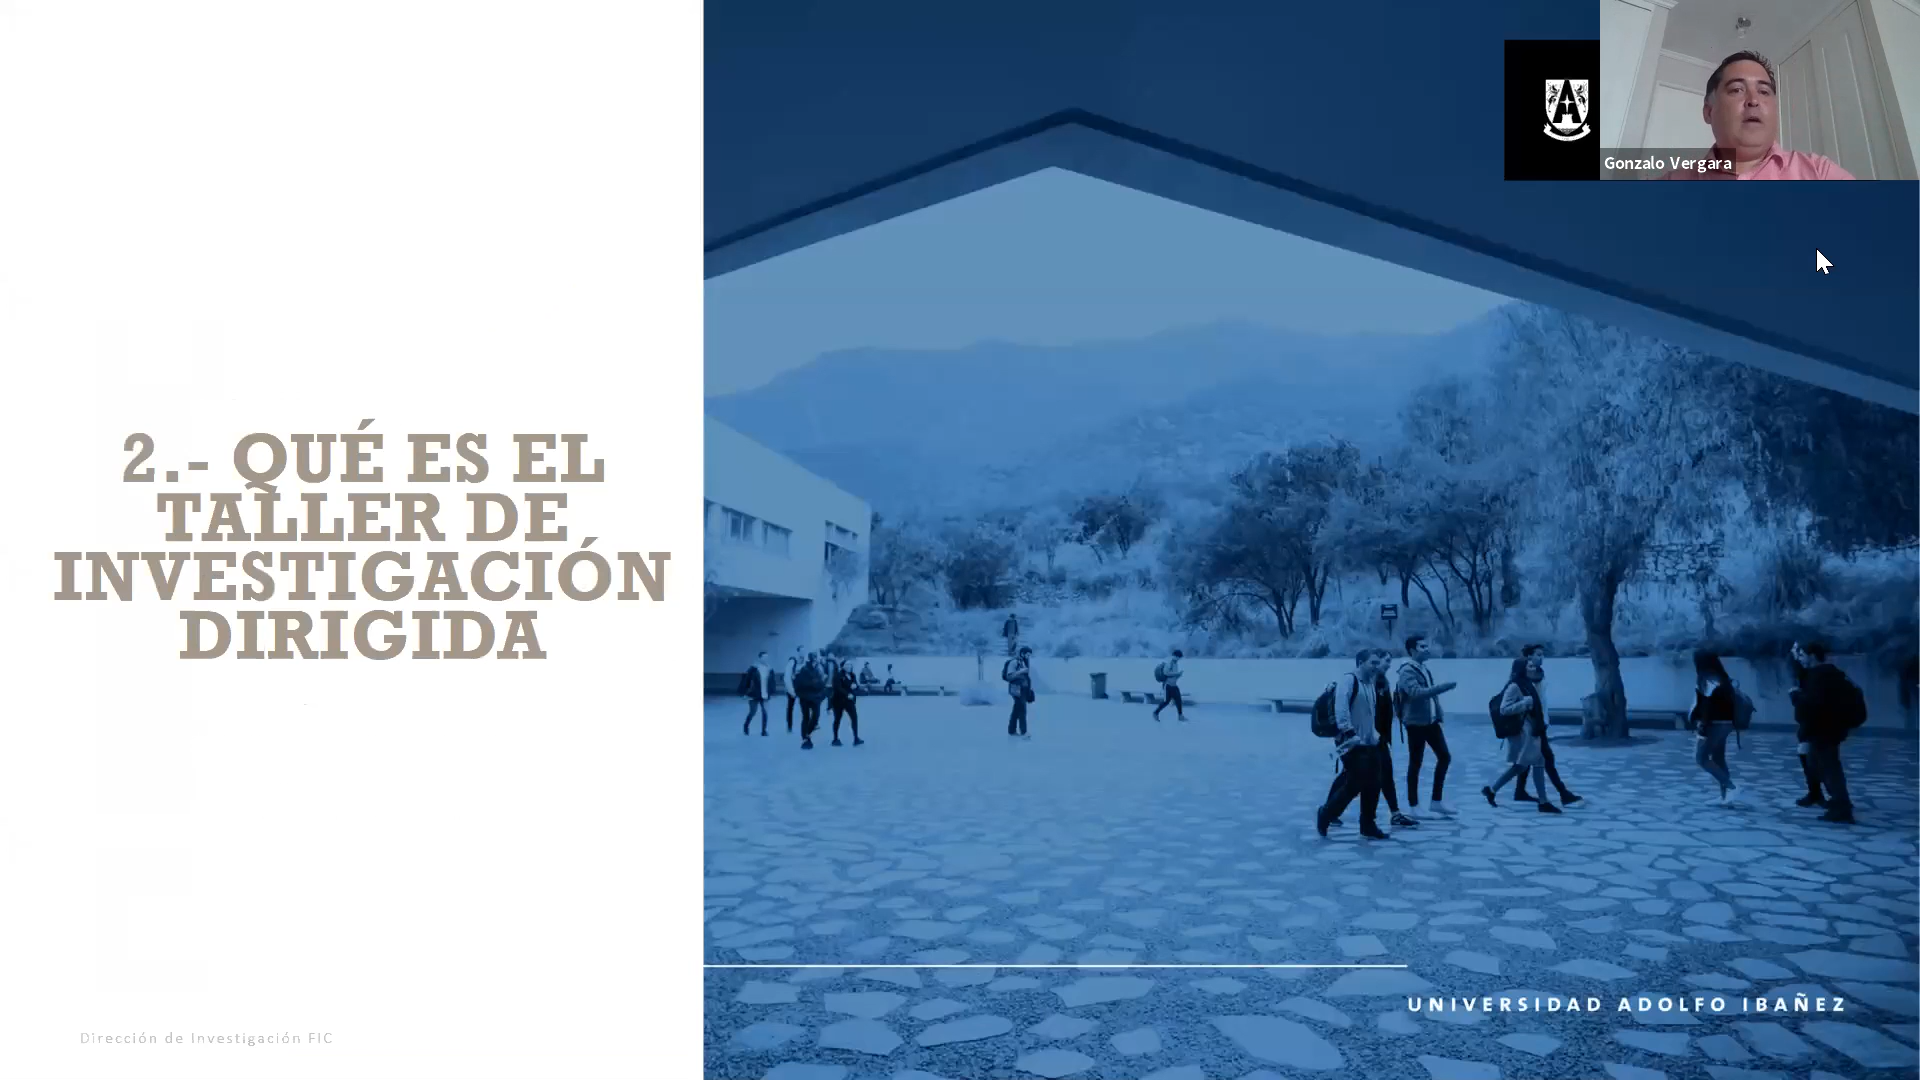 Gonzalo Vergara
2.- QUÉ ES EL
TALLER DE
INVESTIGACIÓN
DIRIGIDA
UNIVERSIDAD ADOLFO IBAÑEZ
Dirección de Investigación FIC